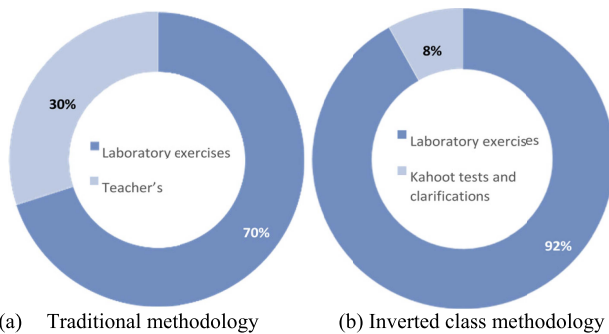 30%
Laboratory exercises
Teacher's
70%
(a) Traditional methodology
8%
Laboratory exercises
Kahoot tests and
clarifications
92%
(b) Inverted class methodology